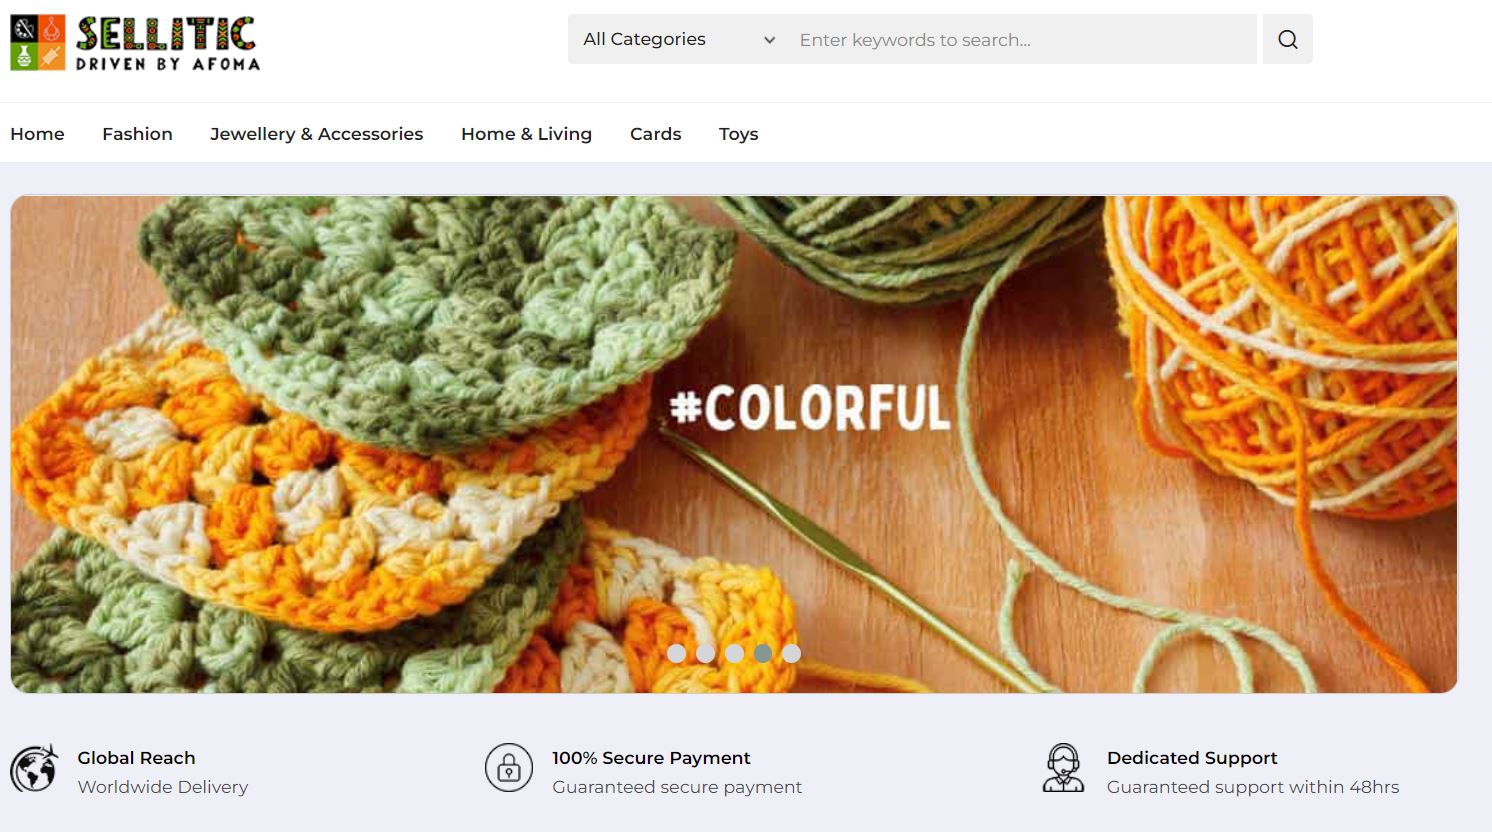 SELLITIC
DRIVEN BY AFOMA
All Categories
Enter keywords to search...
Home Fashion Jewellery & Accessories Home & Living Cards Toys
#COLORFUL
Global Reach
Worldwide Delivery
100% Secure Payment
Guaranteed secure payment
Dedicated Support
Guaranteed support within 48hrs